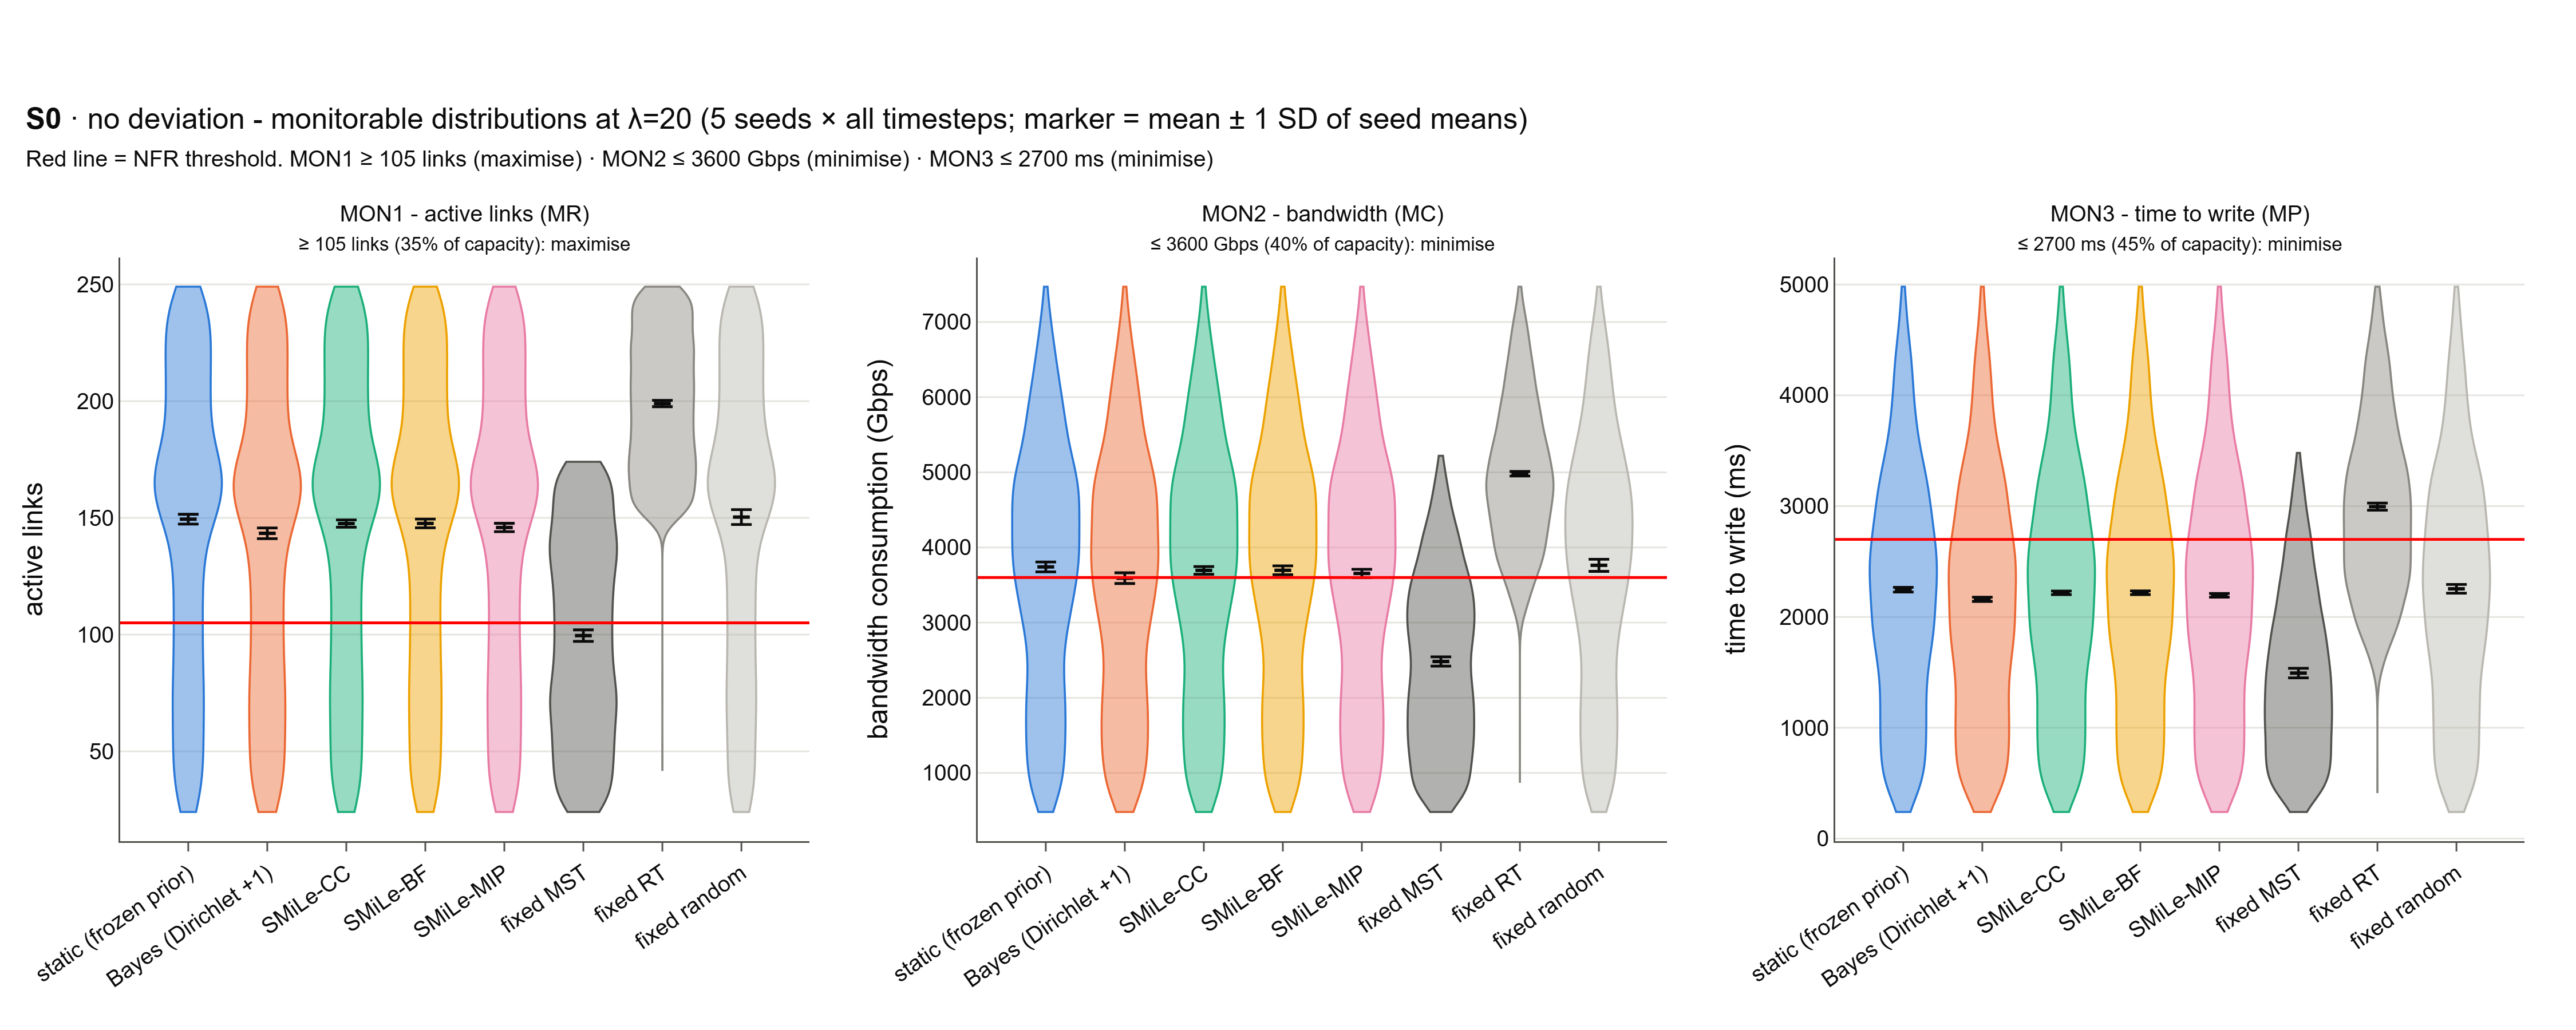 S0 · no deviation - monitorable distributions at λ=20 (5 seeds × all timesteps; marker = mean ± 1 SD of seed means)
Red line = NFR threshold. MON1 ≥ 105 links (maximise) · MON2 ≤ 3600 Gbps (minimise) · MON3 ≤ 2700 ms (minimise)
MON1 - active links (MR)
≥ 105 links (35% of capacity): maximise
active links
250
200
150
100
50
static (frozen prior)
Bayes (Dirichlet +1)
SMiLe-CC
SMiLe-BF
SMiLe-MIP
fixed MST
fixed RT
fixed random
MON2 - bandwidth (MC)
≤ 3600 Gbps (40% of capacity): minimise
bandwidth consumption (Gbps)
7000
6000
5000
4000
3000
2000
1000
static (frozen prior)
Bayes (Dirichlet +1)
SMiLe-CC
SMiLe-BF
SMiLe-MIP
fixed MST
fixed RT
fixed random
MON3 - time to write (MP)
≤ 2700 ms (45% of capacity): minimise
time to write (ms)
5000
4000
3000
2000
1000
0
static (frozen prior)
Bayes (Dirichlet +1)
SMiLe-CC
SMiLe-BF
SMiLe-MIP
fixed MST
fixed RT
fixed random